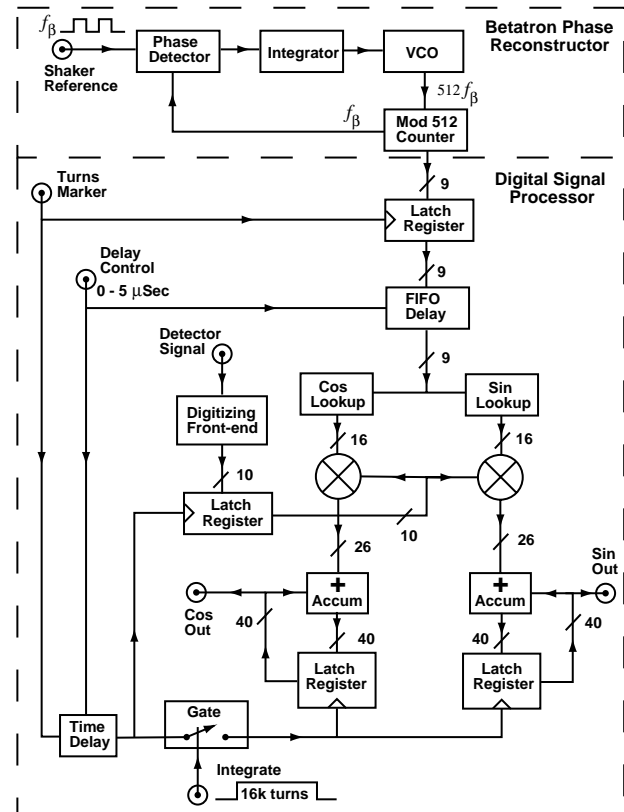 Betatron Phase
Reconstructor
f_β
Shaker
Reference
Phase
Detector
Integrator
VCO
512f_β
f_β
Mod 512
Counter
9
Turns
Marker
Digital Signal
Processor
Latch
Register
9
Delay
Control
0 - 5 μSec
FIFO
Delay
9
Detector
Signal
Cos
Lookup
Sin
Lookup
Digitizing
Front-end
16
16
10
Latch
Register
10
26
26
Sin
Out
+
Accum
+
Accum
Cos
Out
40
40
40
40
Latch
Register
Latch
Register
Gate
Time
Delay
Integrate
16k turns